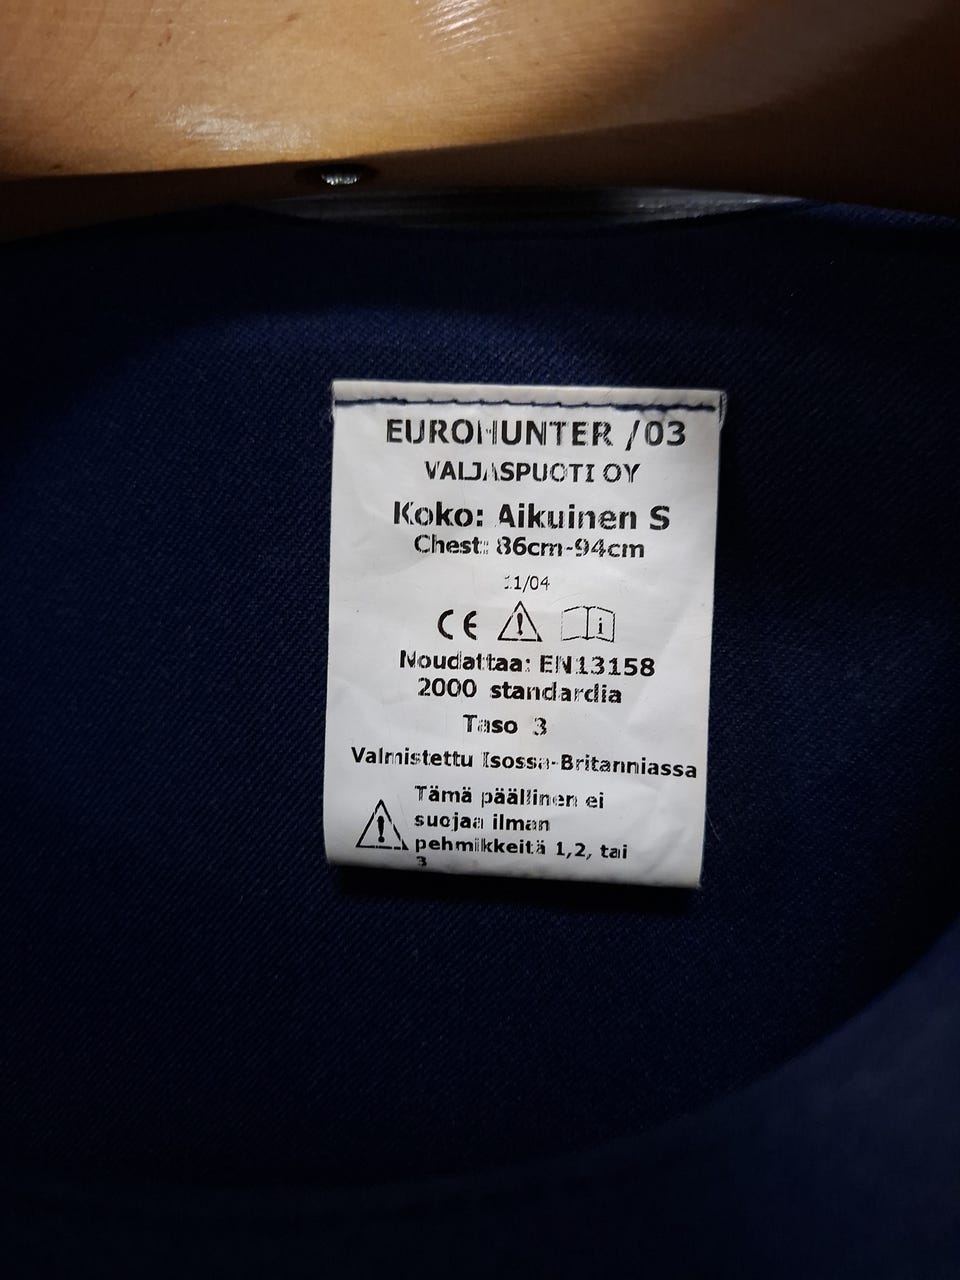 EUROHUNTER /03
VALJASPUOTI OY
Koko: Aikuinen S
Chest: 86cm-94cm
11/04
CE
i
Noudattaa: EN13158
2000 standardia
Taso 3
Valmistettu Isossa-Britanniassa
Tämä päällinen ei
suojaa ilman
pehmikkeitä 1,2, tai
3